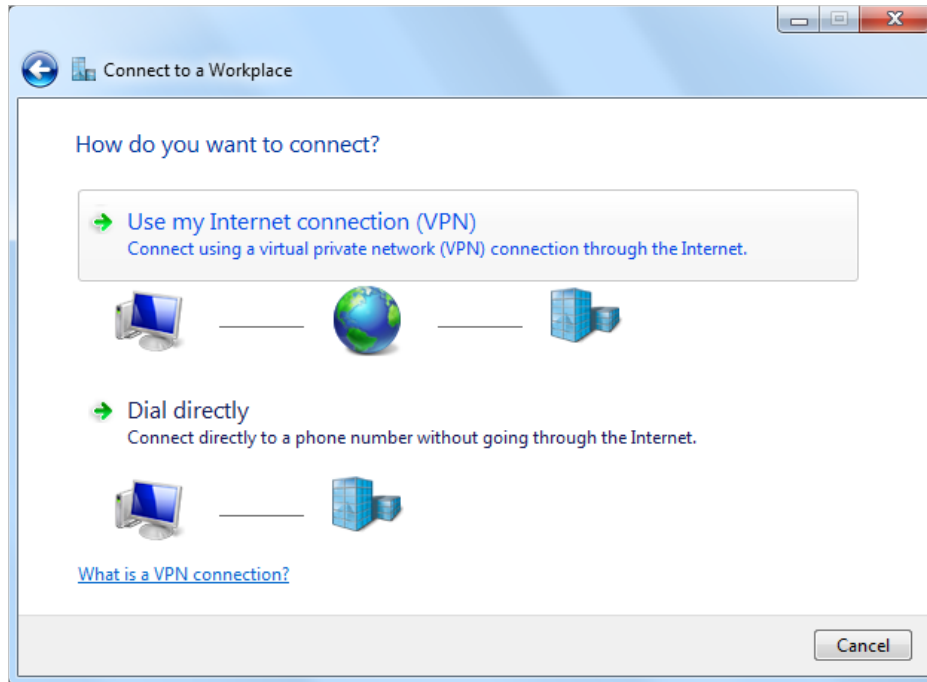 Connect to a Workplace
How do you want to connect?
Use my Internet connection (VPN)
Connect using a virtual private network (VPN) connection through the Internet.
Dial directly
Connect directly to a phone number without going through the Internet.
What is a VPN connection?
Cancel